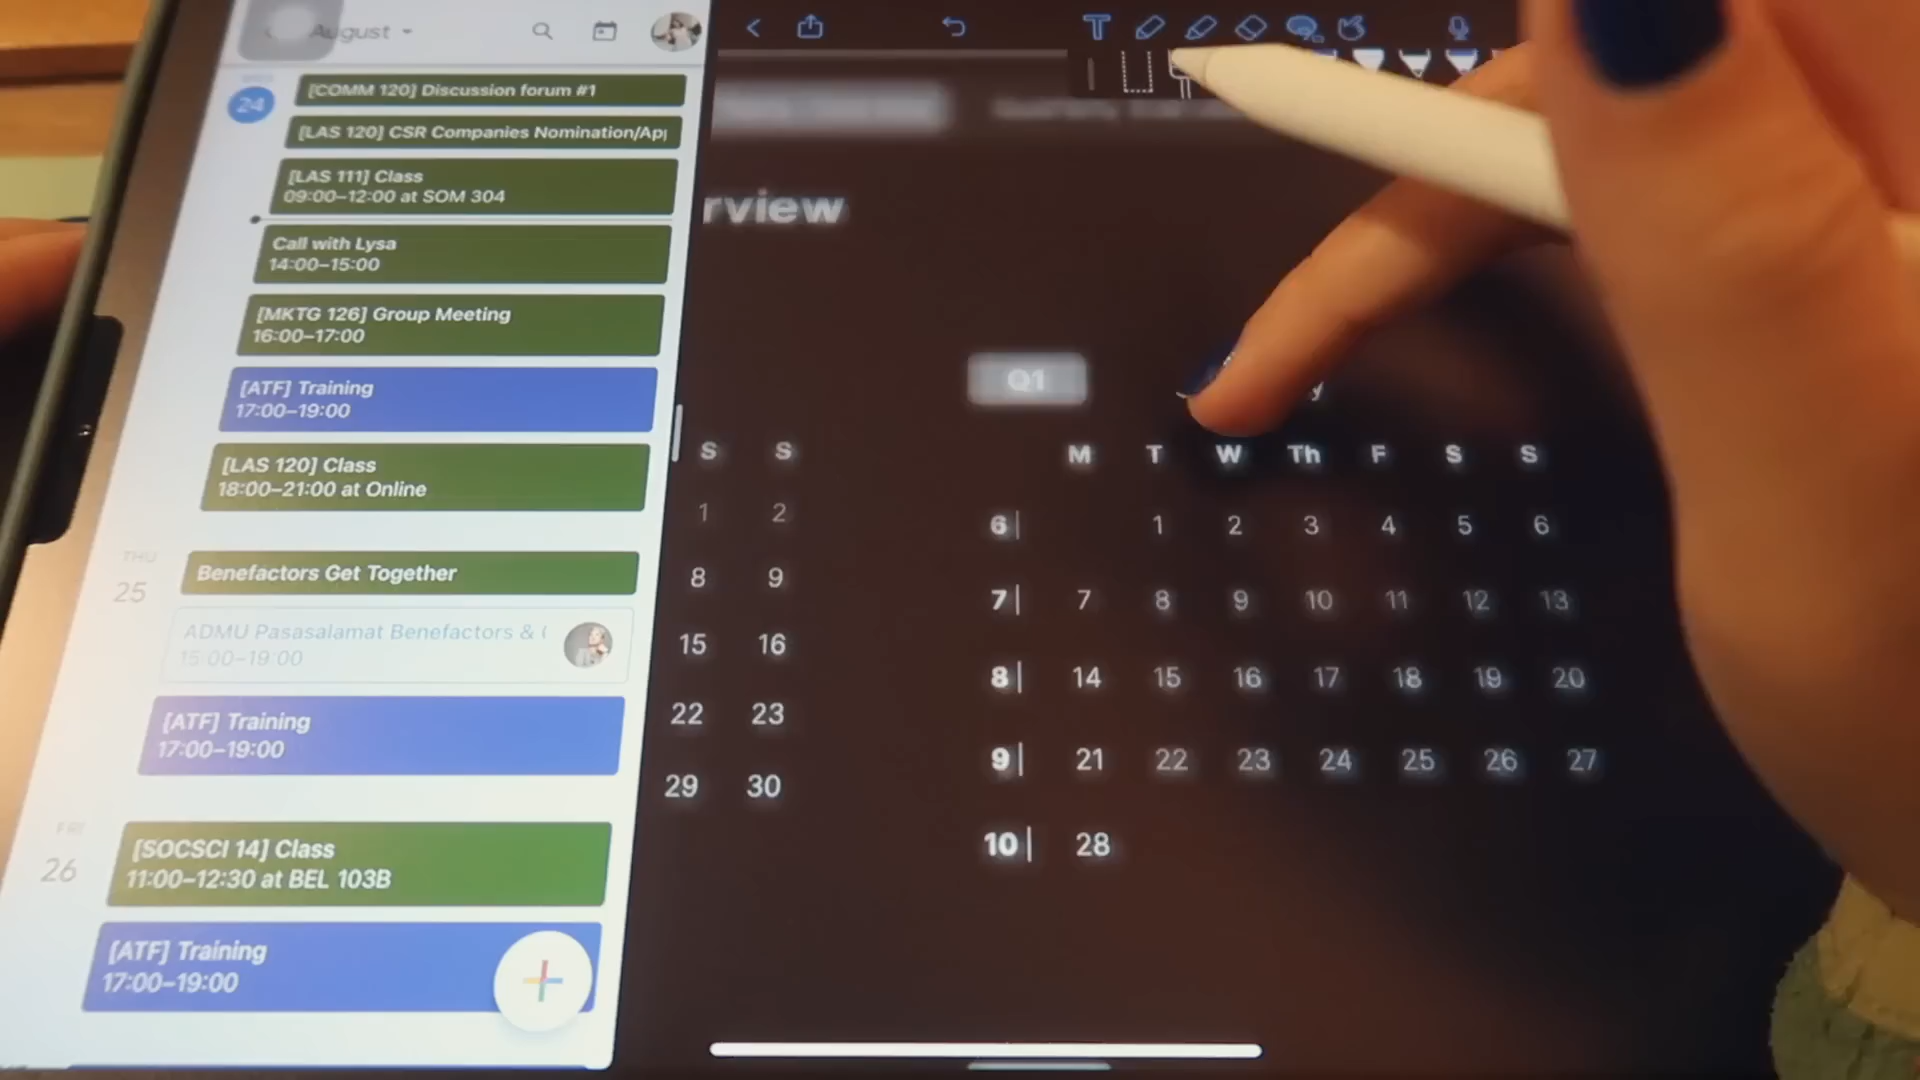 August
24
[COMM 120] Discussion forum #1
[LAS 120] CSR Companies Nomination/Ap
[LAS 111] Class
09:00–12:00 at SOM 304
Call with Lysa
14:00–15:00
[MKTG 126] Group Meeting
16:00–17:00
[ATF] Training
17:00–19:00
[LAS 120] Class
18:00–21:00 at Online
THU
25
Benefactors Get Together
ADMU Pasasalamat Benefactors & (
15:00–19:00
[ATF] Training
17:00–19:00
FRI
26
[SOCSCI 14] Class
11:00–12:30 at BEL 103B
[ATF] Training
17:00–19:00
T
rview
S S
1 2
8 9
15 16
22 23
29 30
Q1
y
M T W Th F S S
6| 1 2 3 4 5 6
7| 7 8 9 10 11 12 13
8| 14 15 16 17 18 19 20
9| 21 22 23 24 25 26 27
10| 28